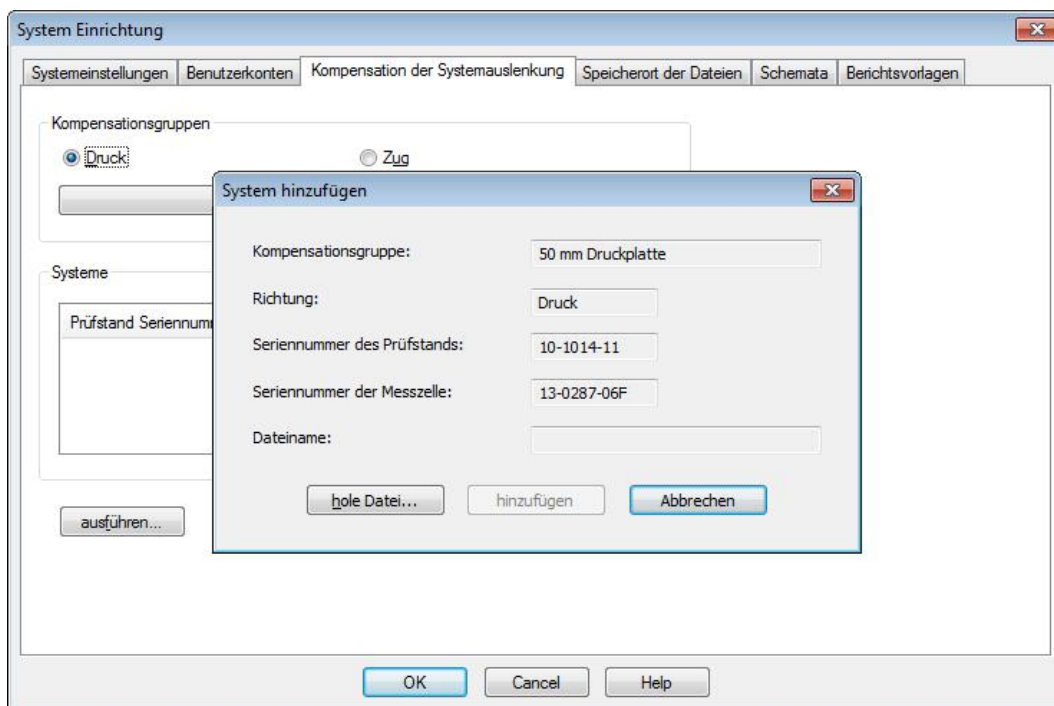 System Einrichtung
Systemeinstellungen Benutzerkonten Kompensation der Systemauslenkung Speicherort der Dateien Schemata Berichtsvorlagen
Kompensationsgruppen
Druck Zug
System hinzufügen
Kompensationsgruppe: 50 mm Druckplatte
Systeme
Richtung: Druck
Prüfstand
Seriennummer des Prüfstands: 10-1014-11
Seriennummer der Messzelle: 13-0287-06F
Dateiname:
hole Datei... hinzufügen Abbrechen
ausführen...
OK Cancel Help